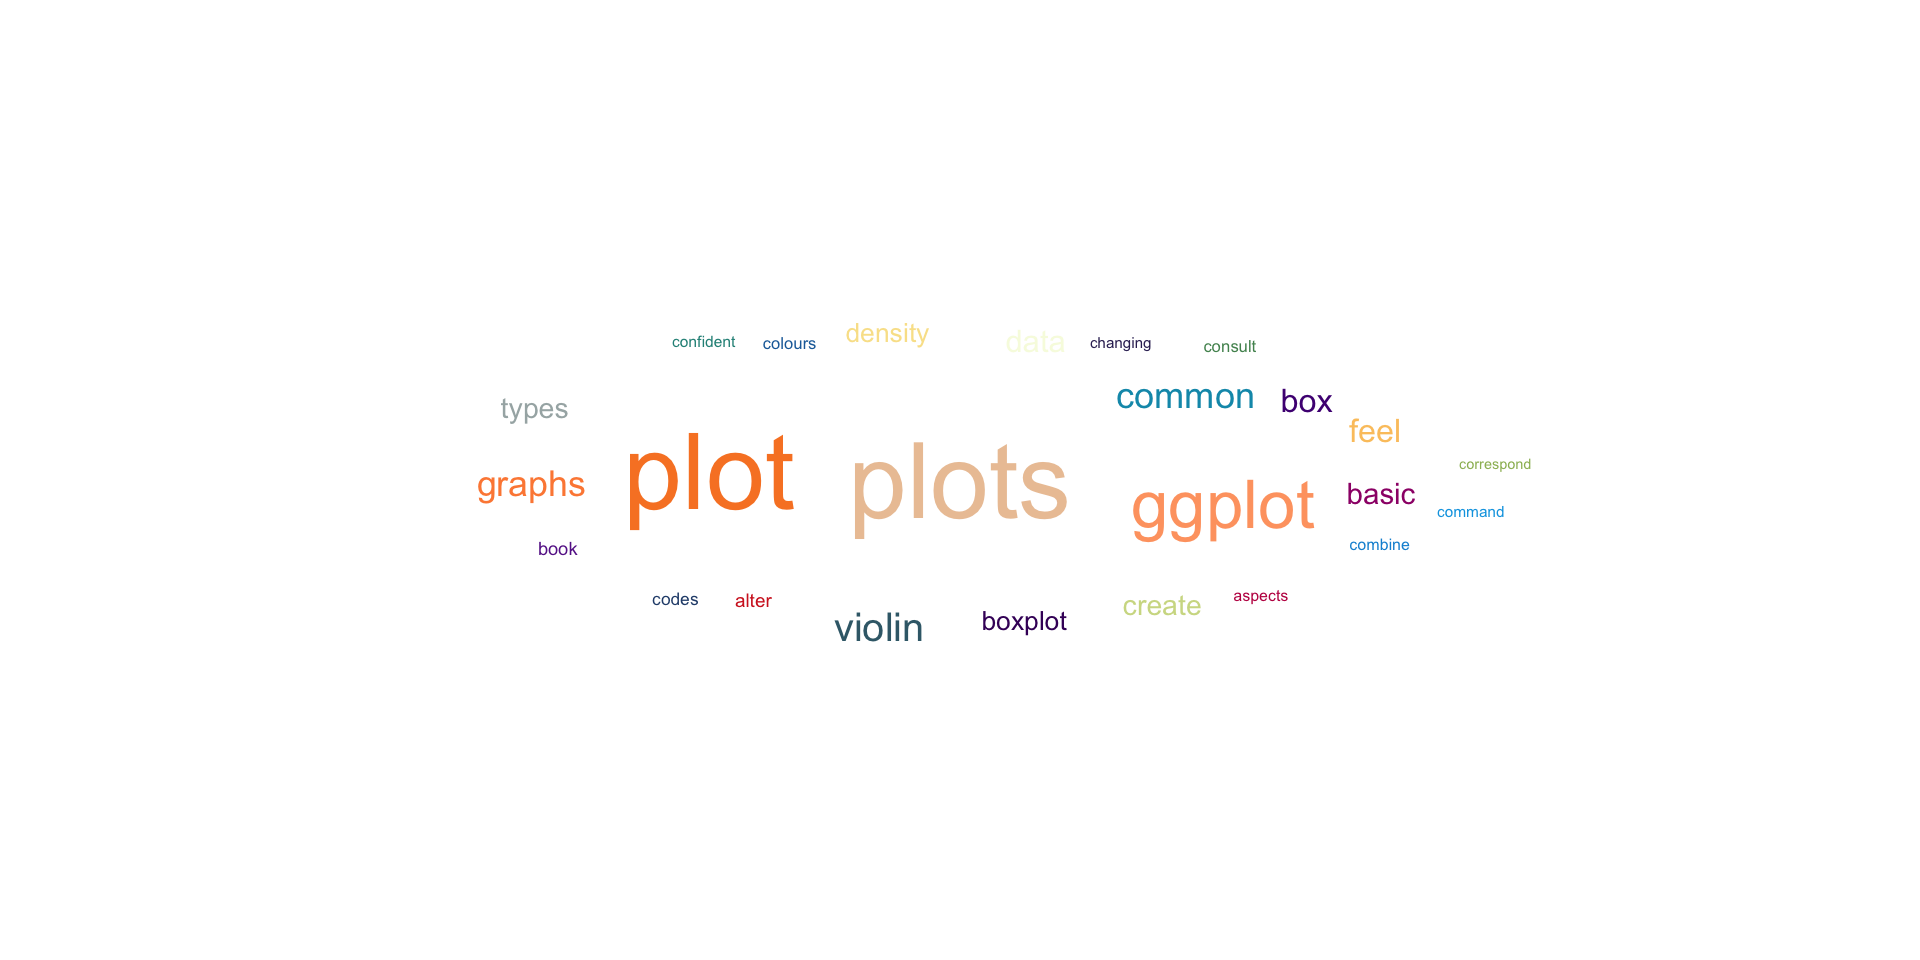 confident colours density data changing consult
types common box
feel
graphs plot plots ggplot basic correspond
command
book combine
codes alter violin boxplot create aspects